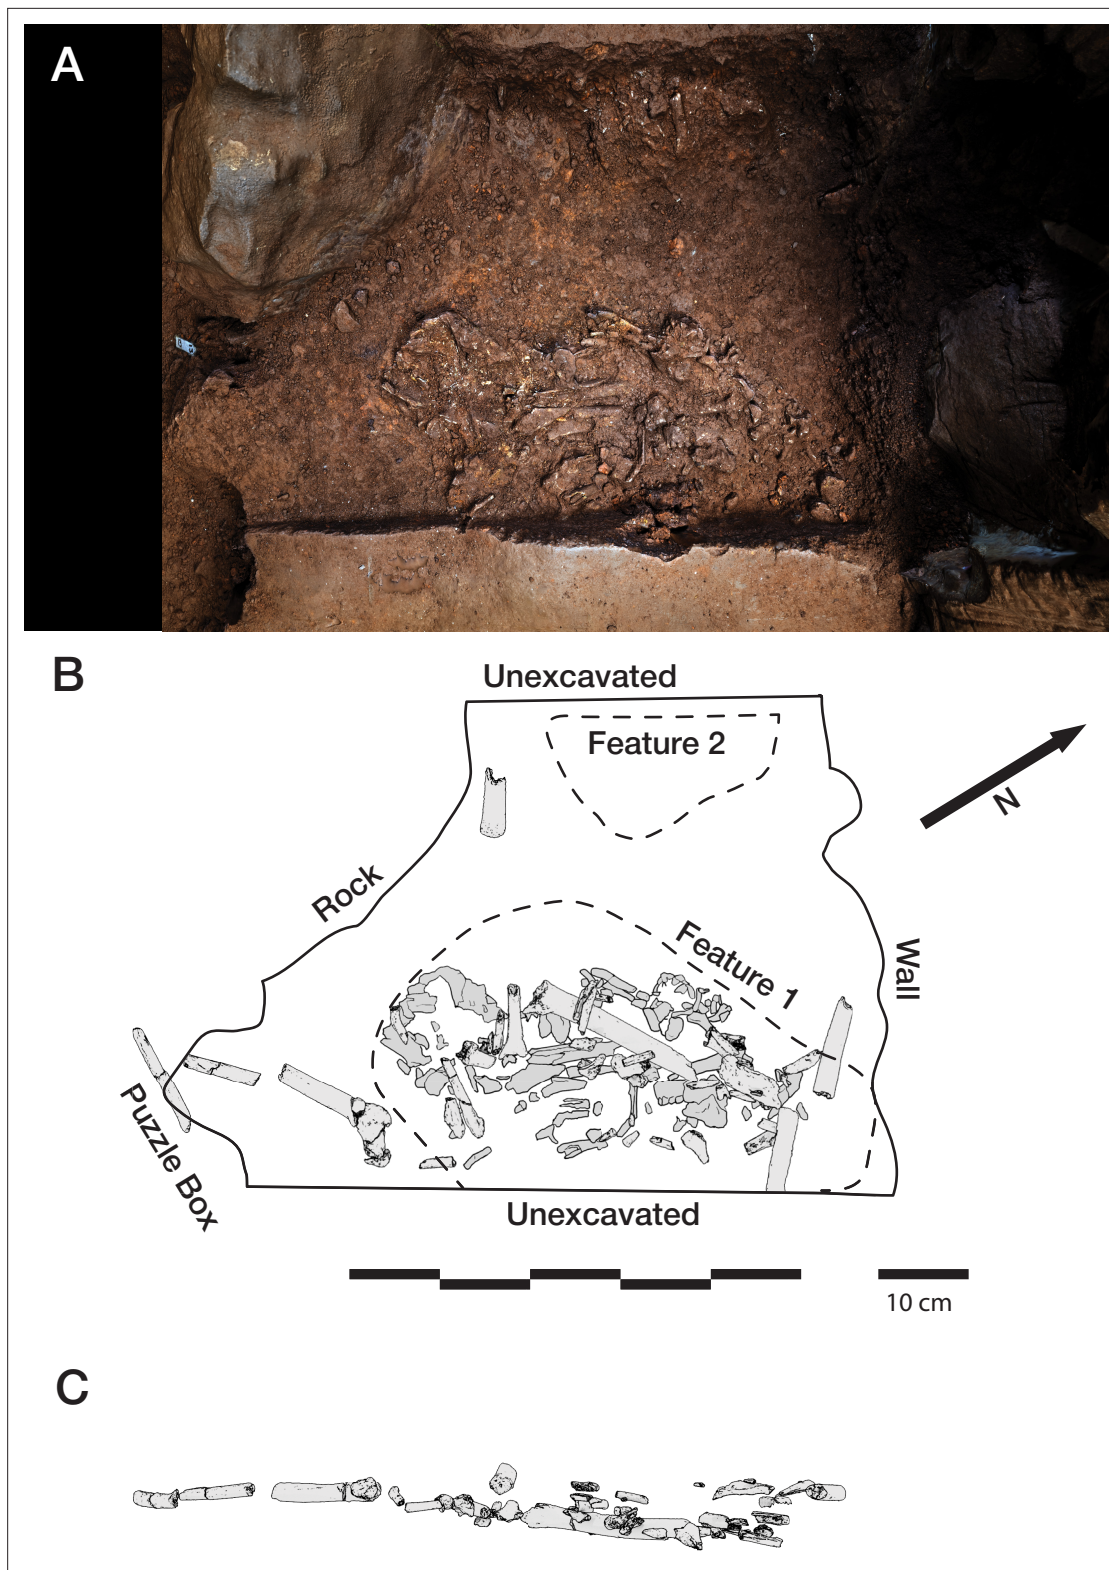 A
B
Unexcavated
Feature 2
N
Rock
Feature 1
Wall
Puzzle Box
Unexcavated
10 cm
C